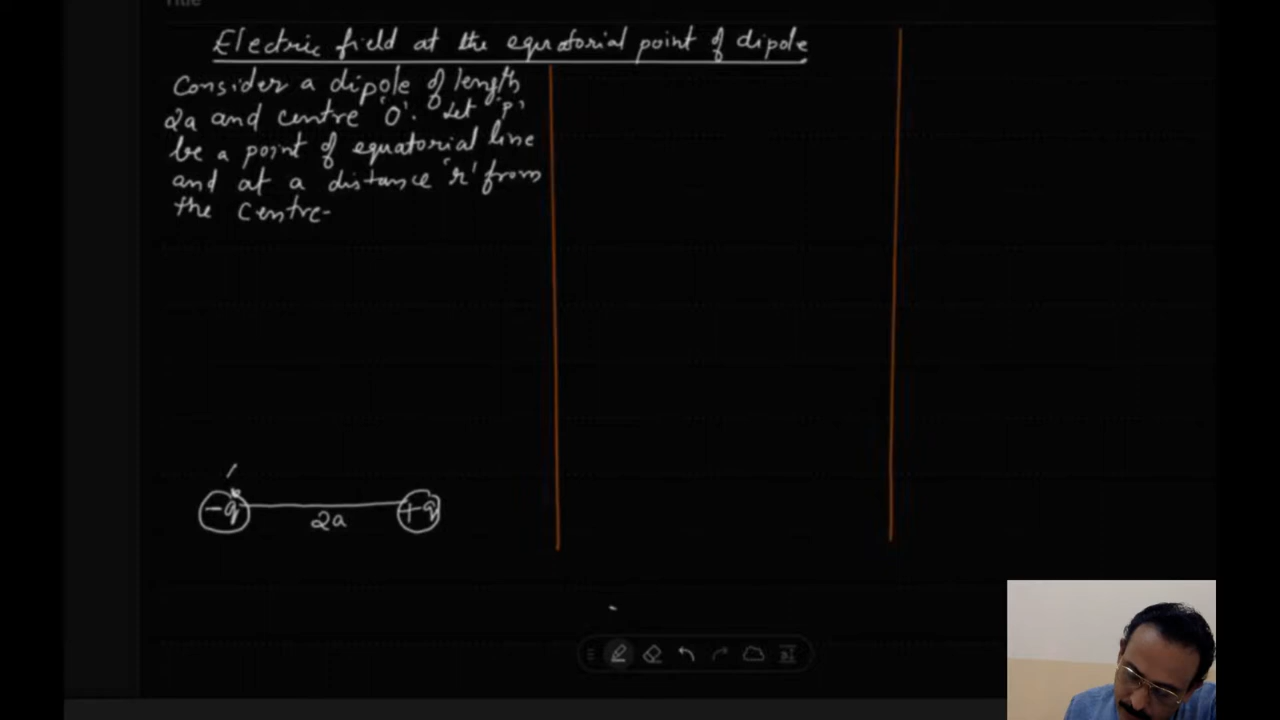 Title
Electric field at the equatorial point of dipole
Consider a dipole of length
2a and centre 'O'. Let 'P'
be a point of equatorial line
and at a distance 'r' from
the centre-
-q
+q
2a